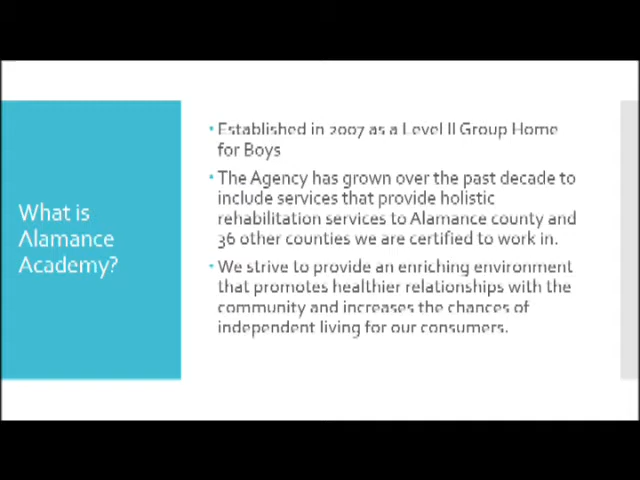 What is
Alamance
Academy?
• Established in 2007 as a Level II Group Home
for Boys
• The Agency has grown over the past decade to
include services that provide holistic
rehabilitation services to Alamance county and
36 other counties we are certified to work in.
• We strive to provide an enriching environment
that promotes healthier relationships with the
community and increases the chances of
independent living for our consumers.